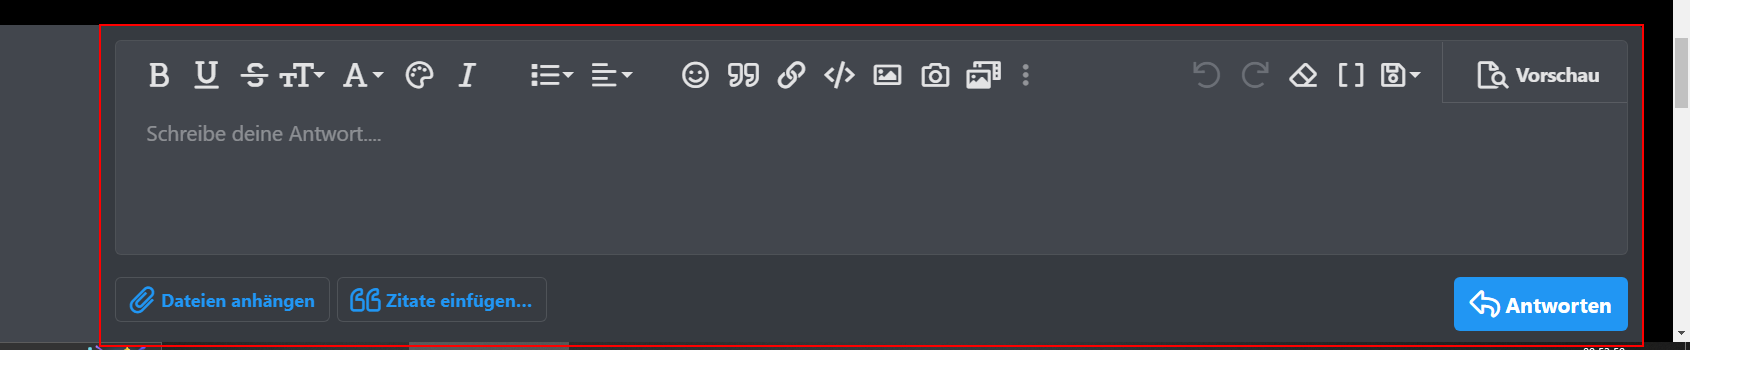 Vorschau
Schreibe deine Antwort....
Dateien anhängen
Zitate einfügen...
Antworten